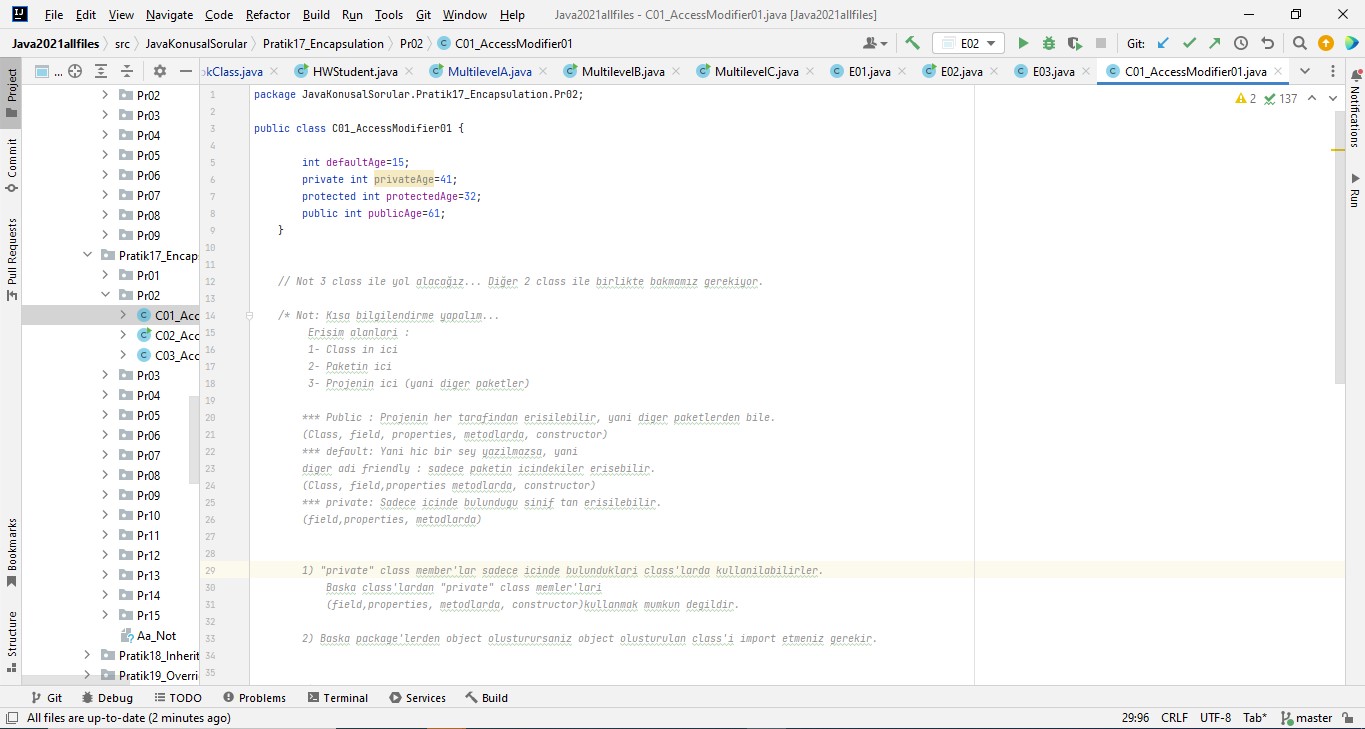 File Edit View Navigate Code Refactor Build Run Tools Git Window Help Java2021allfiles - C01_AccessModifier01.java [Java2021allfiles]
Java2021allfiles src JavaKonusalSorular Pratik17_Encapsulation Pr02 C01_AccessModifier01 E02 Git:
... okClass.java HWStudent.java MultilevelA.java MultilevelB.java MultilevelC.java E01.java E02.java E03.java C01_AccessModifier01.java
Project
Commit
Pull Requests
Bookmarks
Structure
Pr02
Pr03
Pr04
Pr05
Pr06
Pr07
Pr08
Pr09
Pratik17_Encap
Pr01
Pr02
C01_Acc
C02_Acc
C03_Acc
Pr03
Pr04
Pr05
Pr06
Pr07
Pr08
Pr09
Pr10
Pr11
Pr12
Pr13
Pr14
Pr15
Aa_Not
Pratik18_Inherit
Pratik19_Overri
1 package JavaKonusalSorular.Pratik17_Encapsulation.Pr02;
2
3 public class C01_AccessModifier01 {
4
5 int defaultAge=15;
6 private int privateAge=41;
7 protected int protectedAge=32;
8 public int publicAge=61;
9 }
10
11
12 // Not 3 class ile yol alacağız... Diğer 2 class ile birlikte bakmamız gerekiyor.
13
14 /* Not: Kısa bilgilendirme yapalım...
15 Erisim alanlari :
16 1- Class in ici
17 2- Paketin ici
18 3- Projenin ici (yani diger paketler)
19
20 *** Public : Projenin her tarafindan erisilebilir, yani diger paketlerden bile.
21 (Class, field, properties, metodlarda, constructor)
22 *** default: Yani hic bir sey yazilmazsa, yani
23 diger adi friendly : sadece paketin icindekiler erisebilir.
24 (Class, field,properties metodlarda, constructor)
25 *** private: Sadece icinde bulundugu sinif tan erisilebilir.
26 (field,properties, metodlarda)
27
28
29 1) "private" class member'lar sadece icinde bulunduklari class'larda kullanilabilirler.
30 Baska class'lardan "private" class memler'lari
31 (field,properties, metodlarda, constructor)kullanmak mumkun degildir.
32
33 2) Baska package'lerden object olusturursaniz object olusturulan class'i import etmeniz gerekir.
34
35
2 137
Notifications
Run
Git Debug TODO Problems Terminal Services Build
All files are up-to-date (2 minutes ago) 29:96 CRLF UTF-8 Tab* master